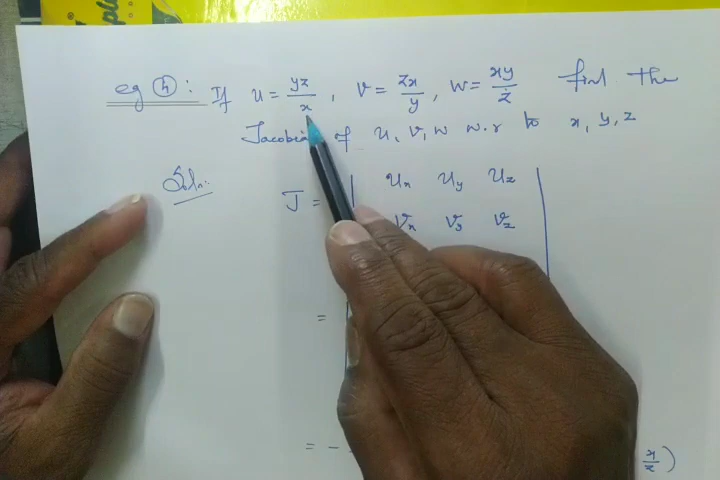 eg (4): If u = yz/x , v = zx/y , w = xy/z find the
Jacobian of u, v, w w.r to x, y, z
Soln:
J = | ux uy uz |
vx vy vz
=
= - x/z )